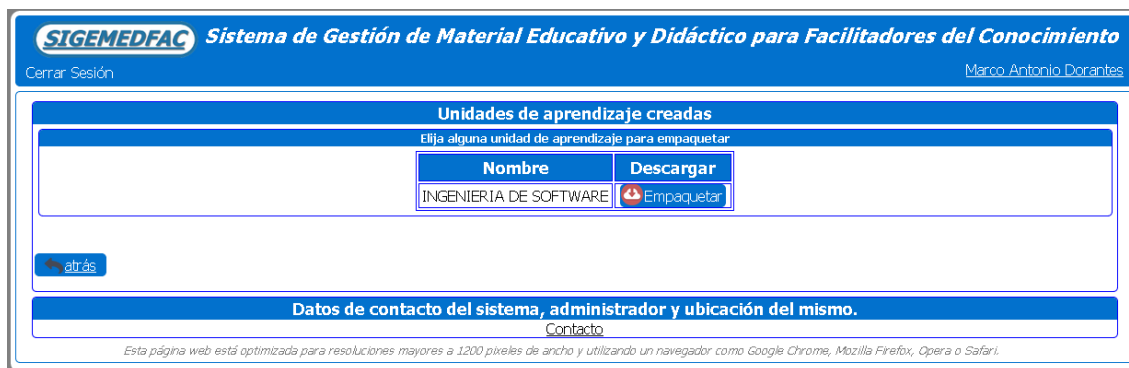 SIGEMEDFAC Sistema de Gestión de Material Educativo y Didáctico para Facilitadores del Conocimiento
Cerrar Sesión Marco Antonio Dorantes
Unidades de aprendizaje creadas
Elija alguna unidad de aprendizaje para empaquetar
Nombre Descargar
INGENIERIA DE SOFTWARE Empaquetar
atrás
Datos de contacto del sistema, administrador y ubicación del mismo.
Contacto
Esta página web está optimizada para resoluciones mayores a 1200 pixeles de ancho y utilizando un navegador como Google Chrome, Mozilla Firefox, Opera o Safari.